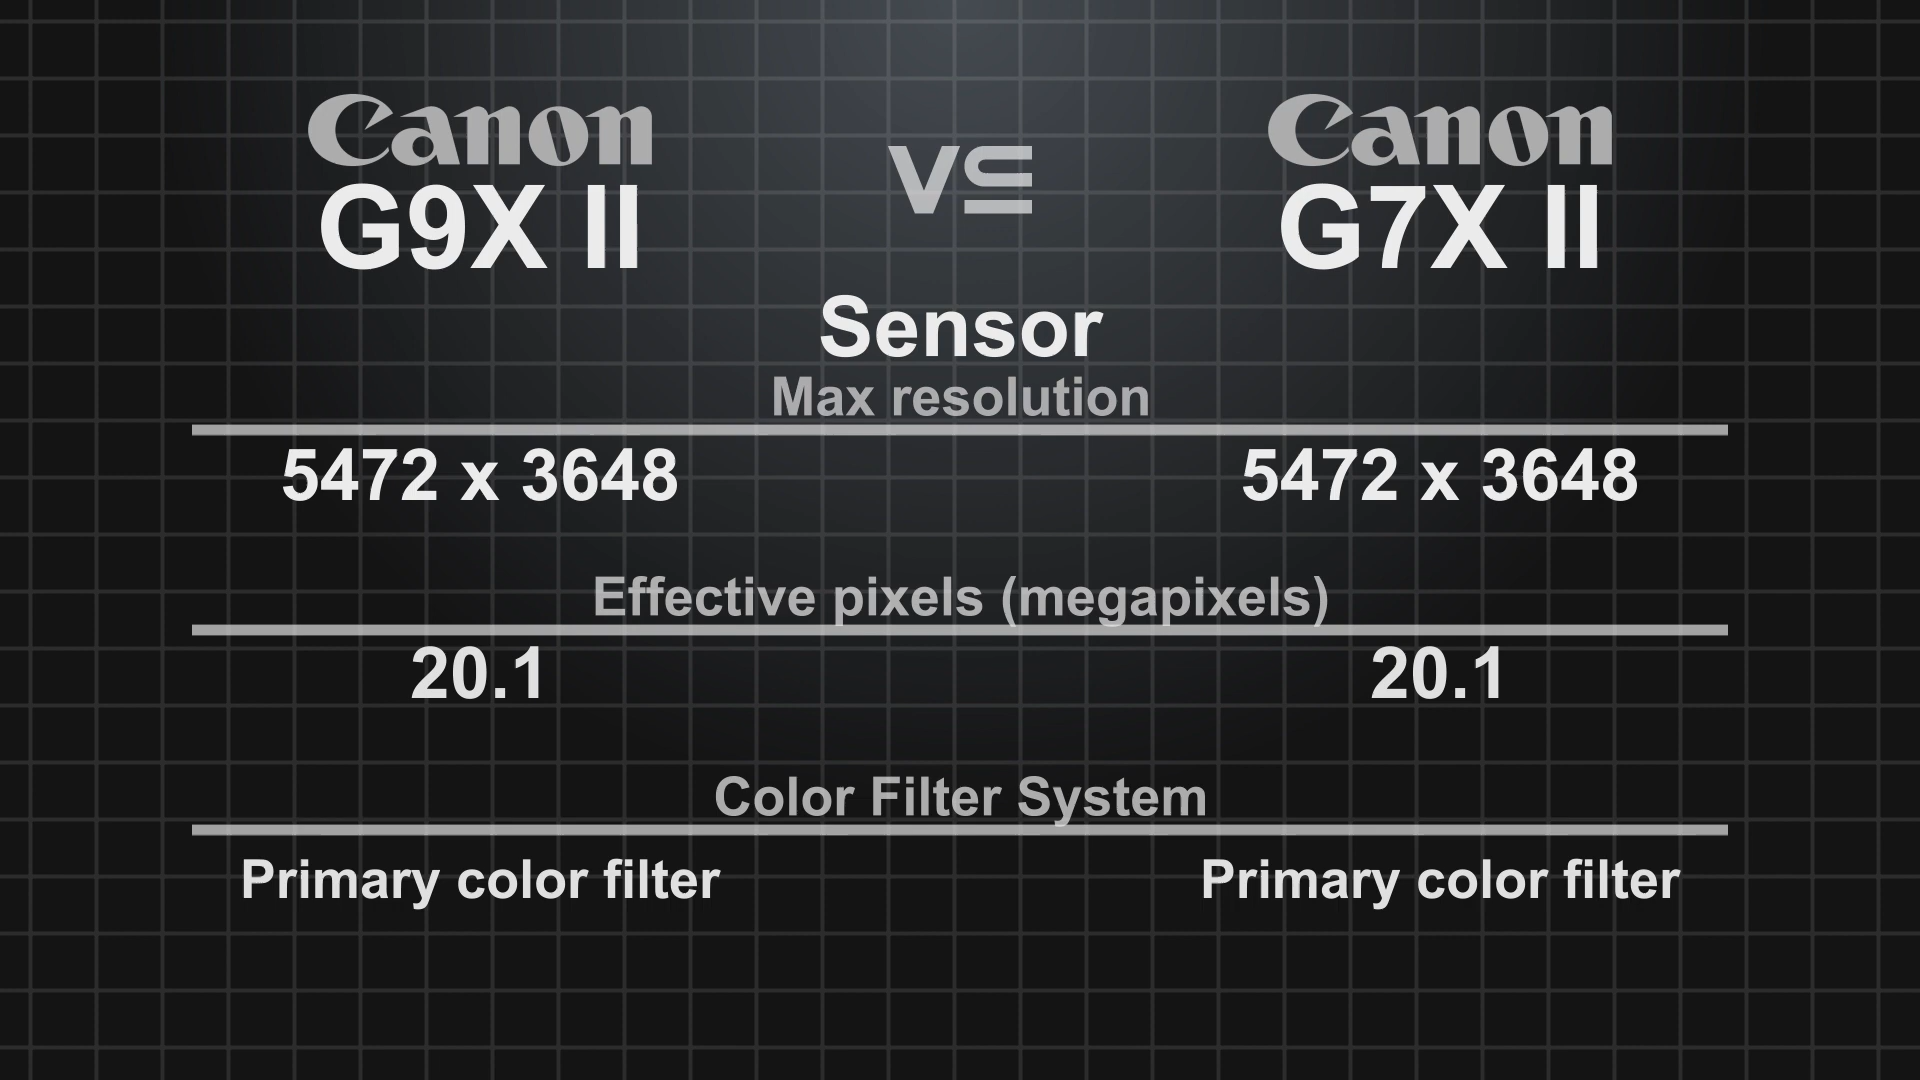 Canon VS Canon
G9X II G7X II
Sensor
Max resolution
5472 x 3648 5472 x 3648
Effective pixels (megapixels)
20.1 20.1
Color Filter System
Primary color filter Primary color filter